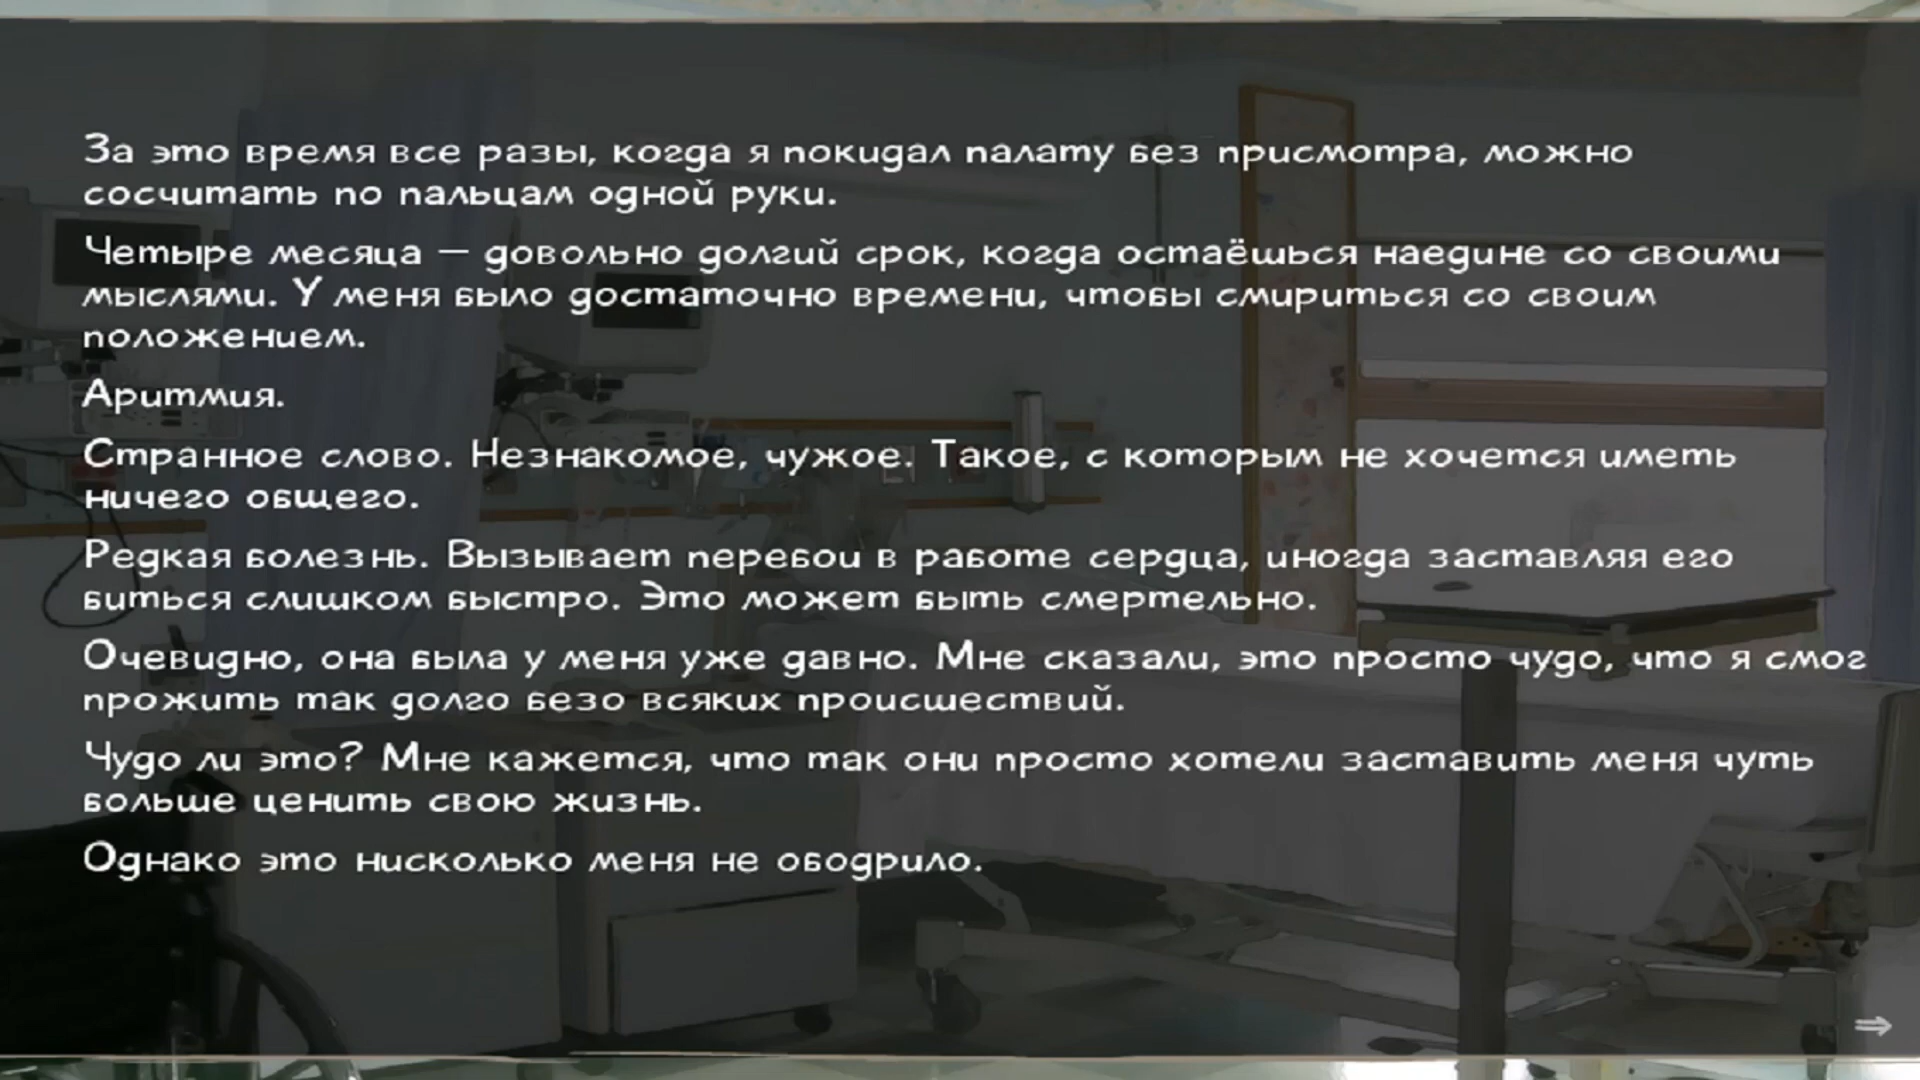 За это время все разы, когда я покидал палату без присмотра, можно
сосчитать по пальцам одной руки.
Четыре месяца — довольно долгий срок, когда остаёшься наедине со своими
мыслями. У меня было достаточно времени, чтобы смириться со своим
положением.
Аритмия.
Странное слово. Незнакомое, чужое. Такое, с которым не хочется иметь
ничего общего.
Редкая болезнь. Вызывает перебои в работе сердца, иногда заставляя его
биться слишком быстро. Это может быть смертельно.
Очевидно, она была у меня уже давно. Мне сказали, это просто чудо, что я смог
прожить так долго безо всяких происшествий.
Чудо ли это? Мне кажется, что так они просто хотели заставить меня чуть
больше ценить свою жизнь.
Однако это нисколько меня не ободрило.